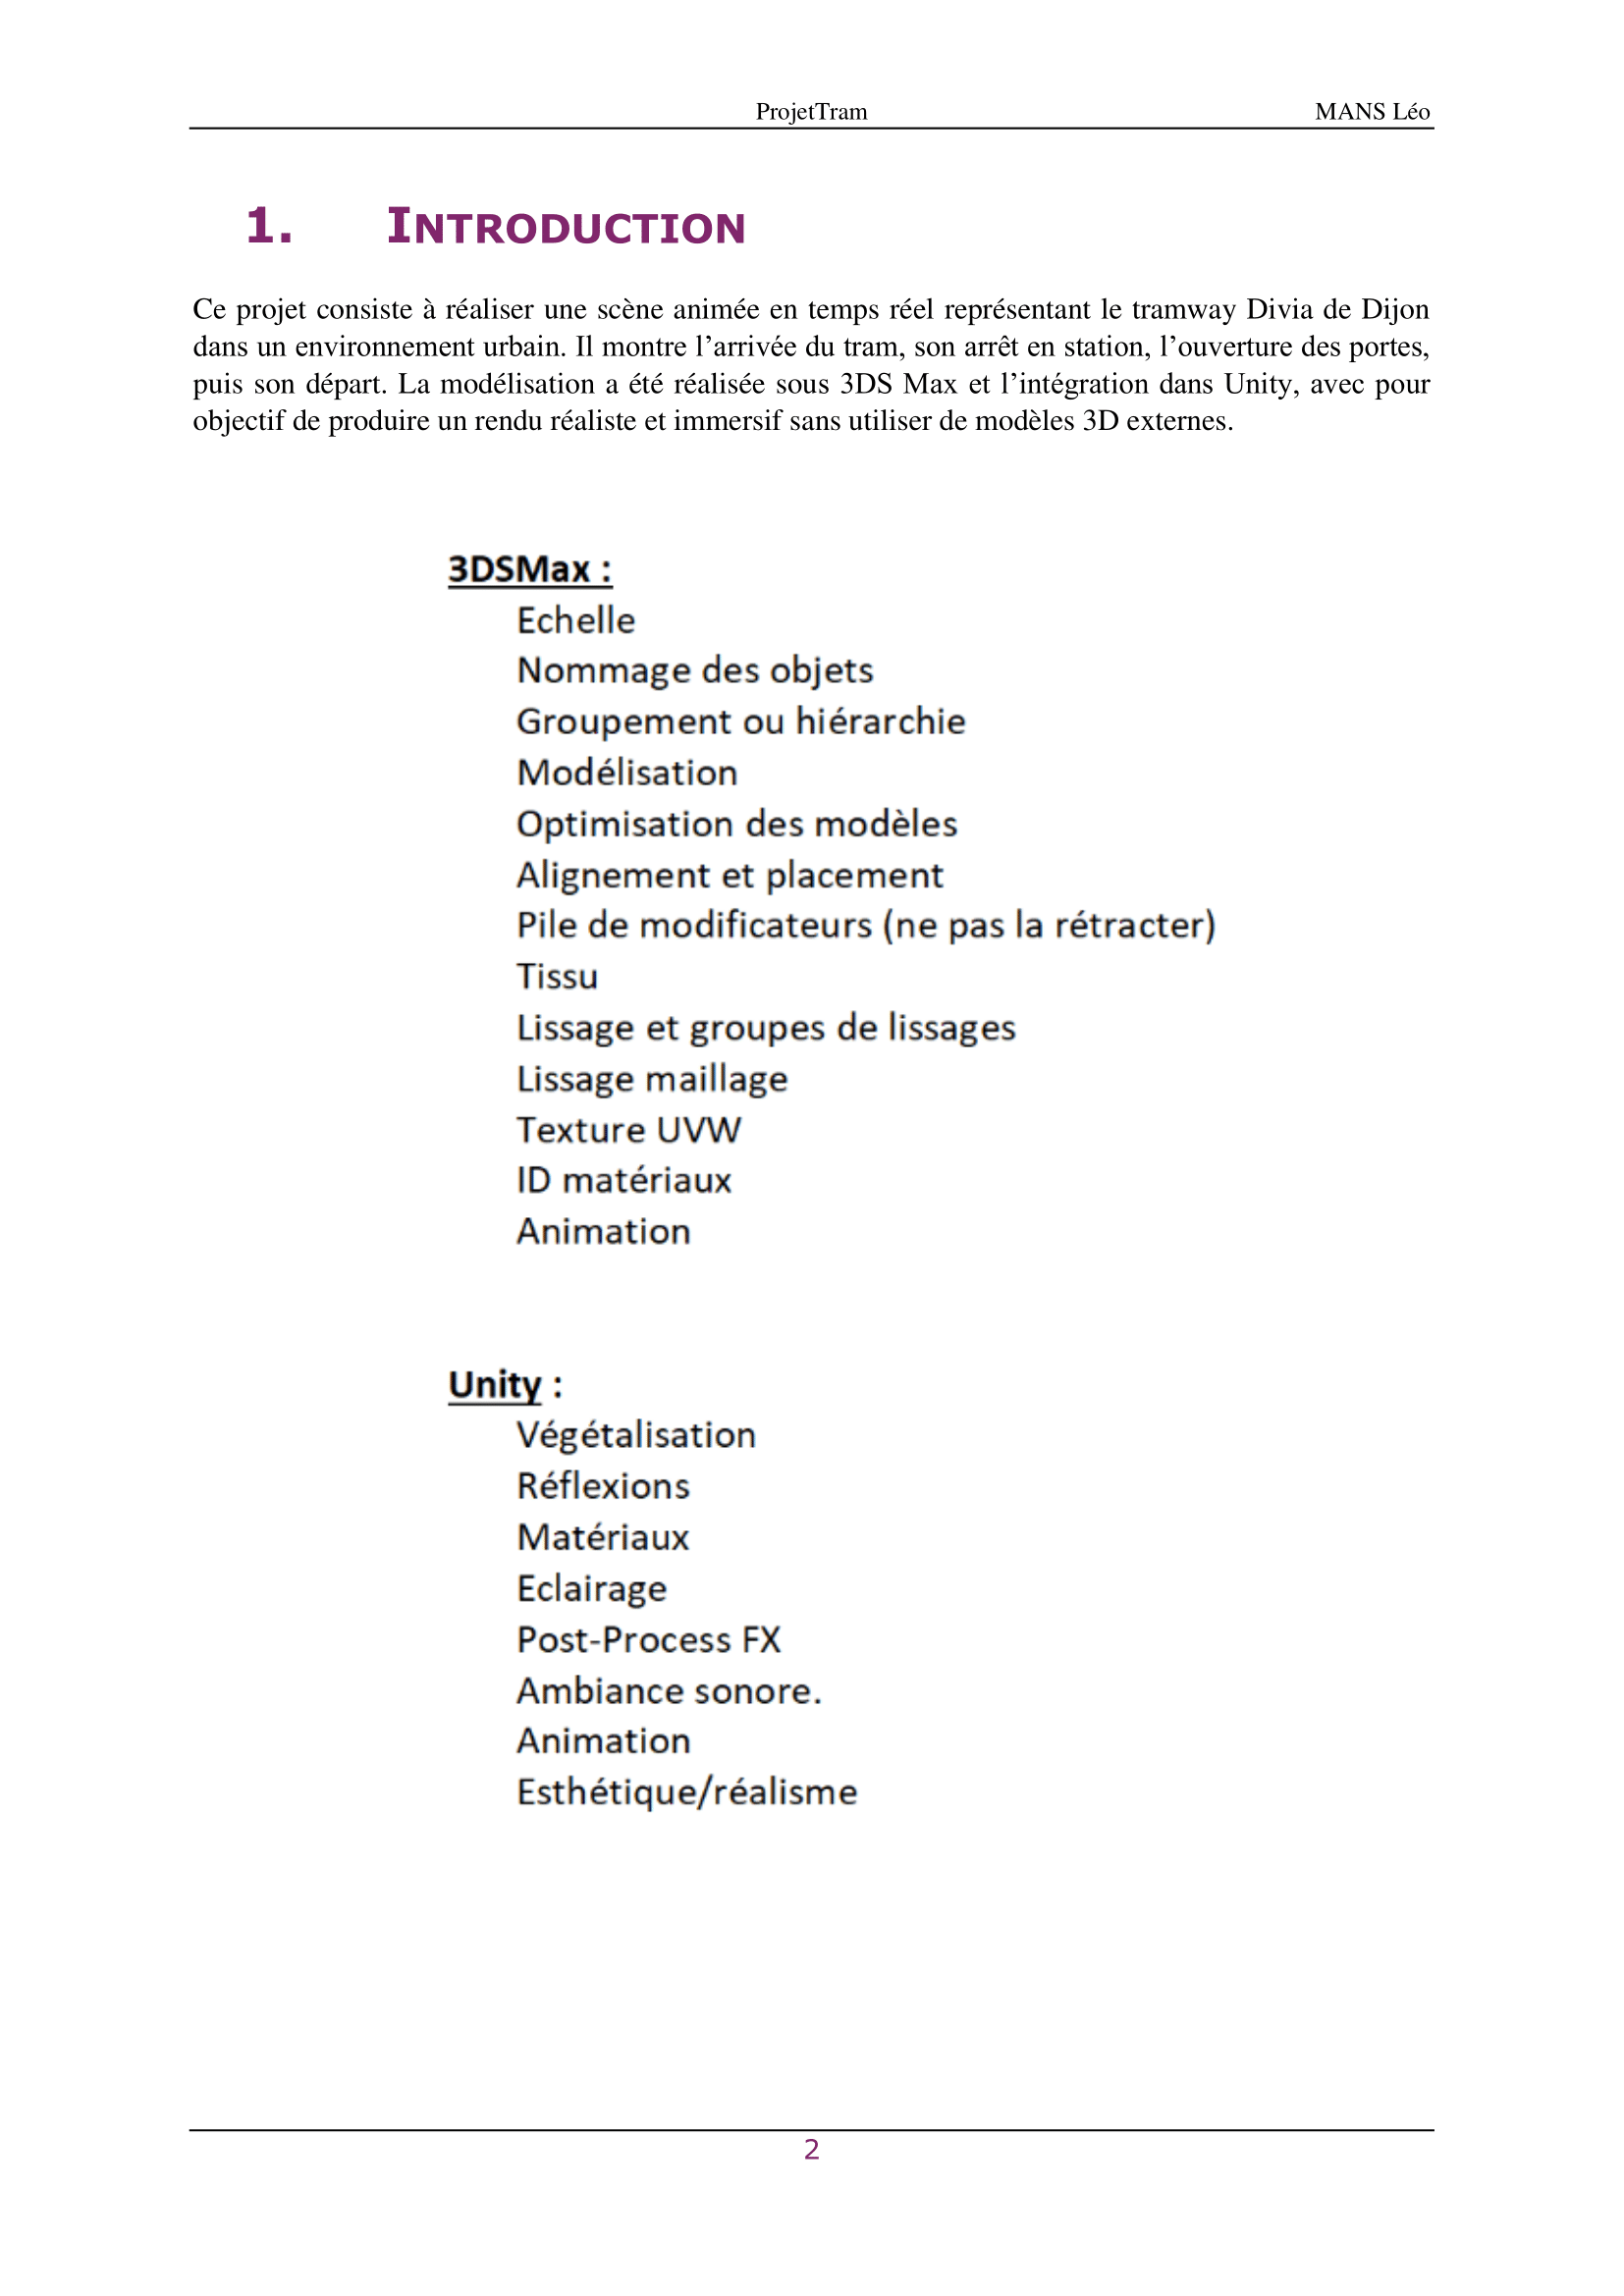 ProjetTram MANS Léo
1. INTRODUCTION
Ce projet consiste à réaliser une scène animée en temps réel représentant le tramway Divia de Dijon
dans un environnement urbain. Il montre l’arrivée du tram, son arrêt en station, l’ouverture des portes,
puis son départ. La modélisation a été réalisée sous 3DS Max et l’intégration dans Unity, avec pour
objectif de produire un rendu réaliste et immersif sans utiliser de modèles 3D externes.
3DSMax :
Echelle
Nommage des objets
Groupement ou hiérarchie
Modélisation
Optimisation des modèles
Alignement et placement
Pile de modificateurs (ne pas la rétracter)
Tissu
Lissage et groupes de lissages
Lissage maillage
Texture UVW
ID matériaux
Animation
Unity :
Végétalisation
Réflexions
Matériaux
Eclairage
Post-Process FX
Ambiance sonore.
Animation
Esthétique/réalisme
2